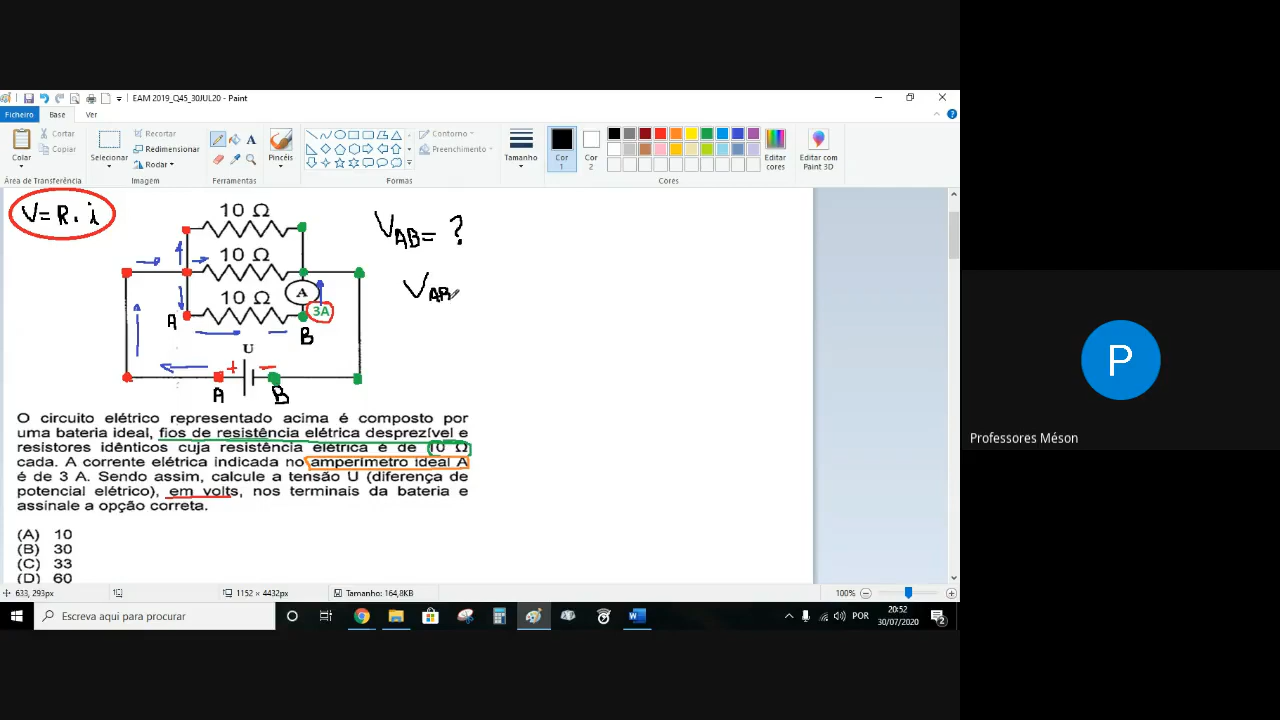 EAM 2019_Q45_30JUL20 - Paint
Ficheiro Base Ver
Colar
Cortar
Copiar
Área de Transferência
Selecionar
Recortar
Redimensionar
Rodar
Imagem
Ferramentas
Pincéis
Contorno
Preenchimento
Formas
Tamanho
Cor 1
Cor 2
Editar cores
Cores
Editar com Paint 3D
V = R. i
10 Ω
10 Ω
A
10 Ω
3A
A
B
U
+ −
A
B
VAB = ?
VAB
O circuito elétrico representado acima é composto por
uma bateria ideal, fios de resistência elétrica desprezível e
resistores idênticos cuja resistência elétrica é de 10 Ω
cada. A corrente elétrica indicada no amperímetro ideal A
é de 3 A. Sendo assim, calcule a tensão U (diferença de
potencial elétrico), em volts, nos terminais da bateria e
assinale a opção correta.
(A) 10
(B) 30
(C) 33
(D) 60
633, 293px
1152 × 4432px
Tamanho: 164,8KB
100%
Escreva aqui para procurar
POR
20:52
30/07/2020
2
P
Professores Méson